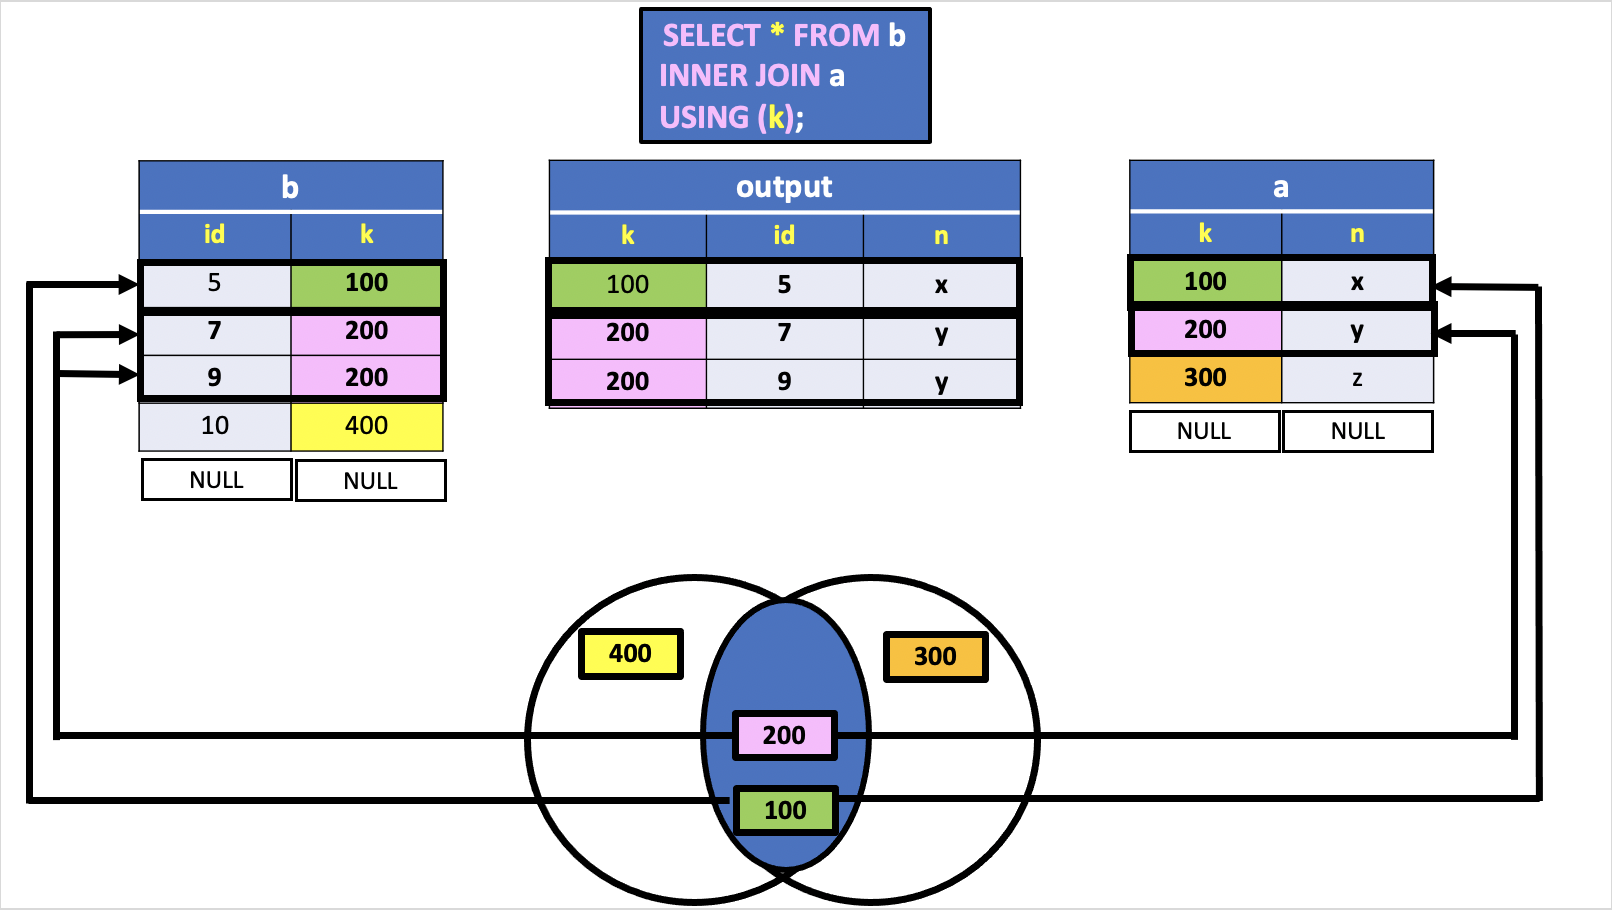 SELECT * FROM b
INNER JOIN a
USING (k);
b
id k
5 100
7 200
9 200
10 400
NULL NULL
output
k id n
100 5 x
200 7 y
200 9 y
a
k n
100 x
200 y
300 z
NULL NULL
400
300
200
100